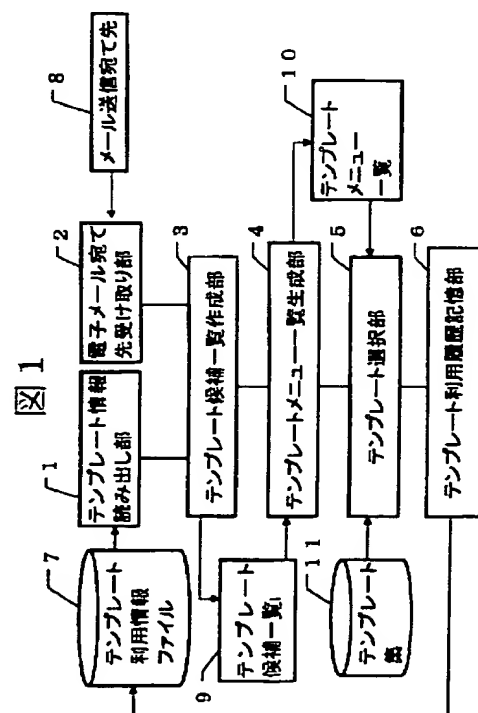 図1
7
テンプレート
利用情報
ファイル
1
テンプレート情報
読み出し部
2
電子メール宛て
先受け取り部
8
メール送信宛て先
3
テンプレート候補一覧作成部
9
テンプレート
候補一覧
4
テンプレートメニュー一覧生成部
10
テンプレート
メニュー
一覧
11
テンプレート
集
5
テンプレート選択部
6
テンプレート利用履歴記憶部